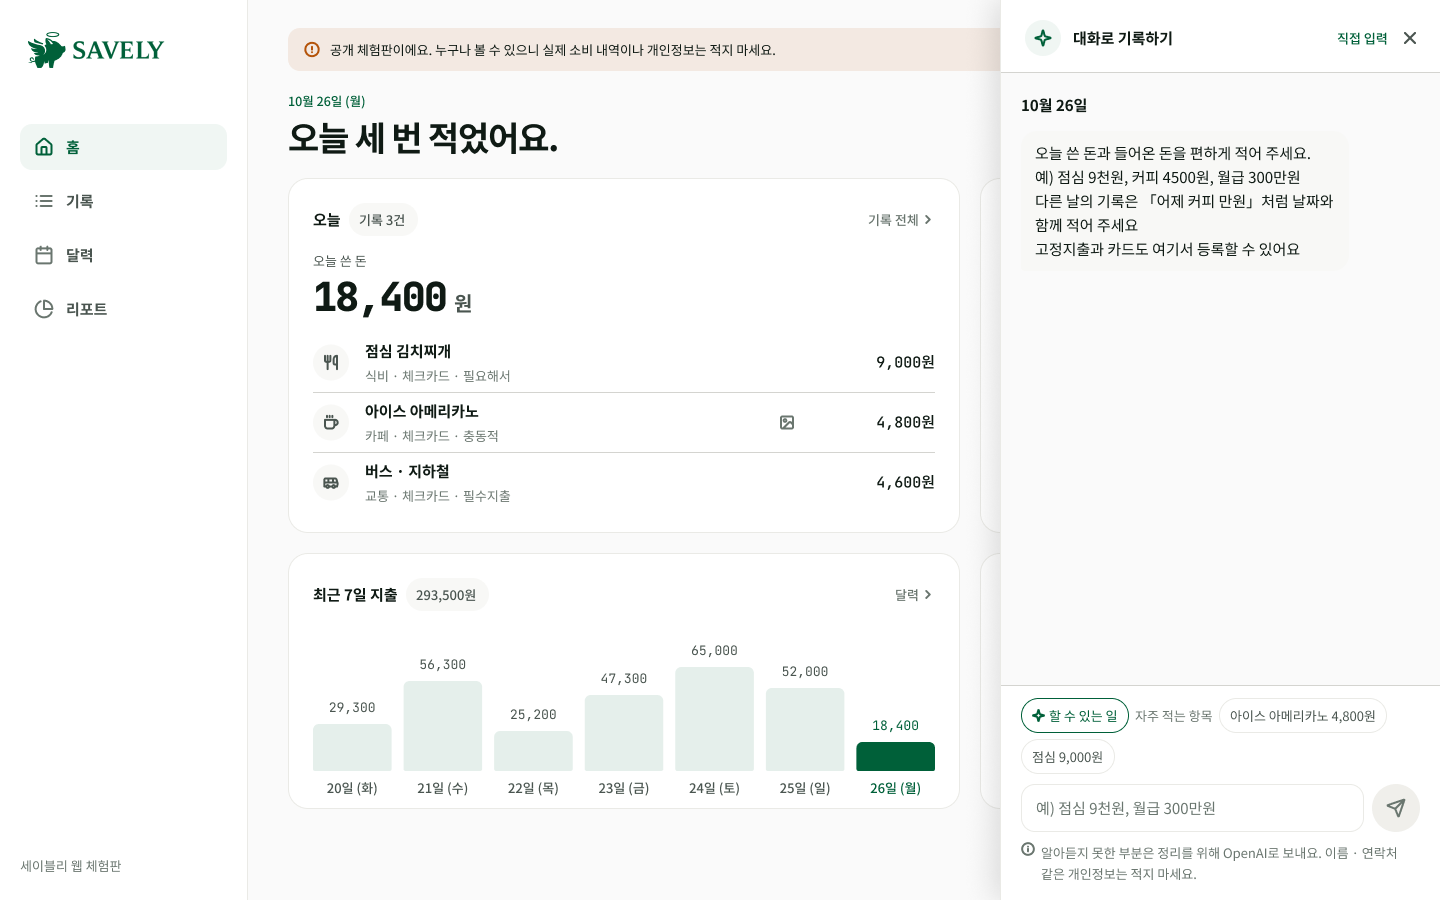 SAVELY
홈
기록
달력
리포트
세이블리 웹 체험판
공개 체험판이에요. 누구나 볼 수 있으니 실제 소비 내역이나 개인정보는 적지 마세요.
10월 26일 (월)
오늘 세 번 적었어요.
오늘
기록 3건
기록 전체
오늘 쓴 돈
18,400 원
점심 김치찌개
식비 · 체크카드 · 필요해서
9,000원
아이스 아메리카노
카페 · 체크카드 · 충동적
4,800원
버스 · 지하철
교통 · 체크카드 · 필수지출
4,600원
최근 7일 지출
293,500원
달력
29,300
56,300
25,200
47,300
65,000
52,000
18,400
20일 (화)
21일 (수)
22일 (목)
23일 (금)
24일 (토)
25일 (일)
26일 (월)
대화로 기록하기
직접 입력
10월 26일
오늘 쓴 돈과 들어온 돈을 편하게 적어 주세요.
예) 점심 9천원, 커피 4500원, 월급 300만원
다른 날의 기록은 「어제 커피 만원」처럼 날짜와
함께 적어 주세요
고정지출과 카드도 여기서 등록할 수 있어요
할 수 있는 일
자주 적는 항목
아이스 아메리카노 4,800원
점심 9,000원
예) 점심 9천원, 월급 300만원
알아듣지 못한 부분은 정리를 위해 OpenAI로 보내요. 이름 · 연락처
같은 개인정보는 적지 마세요.